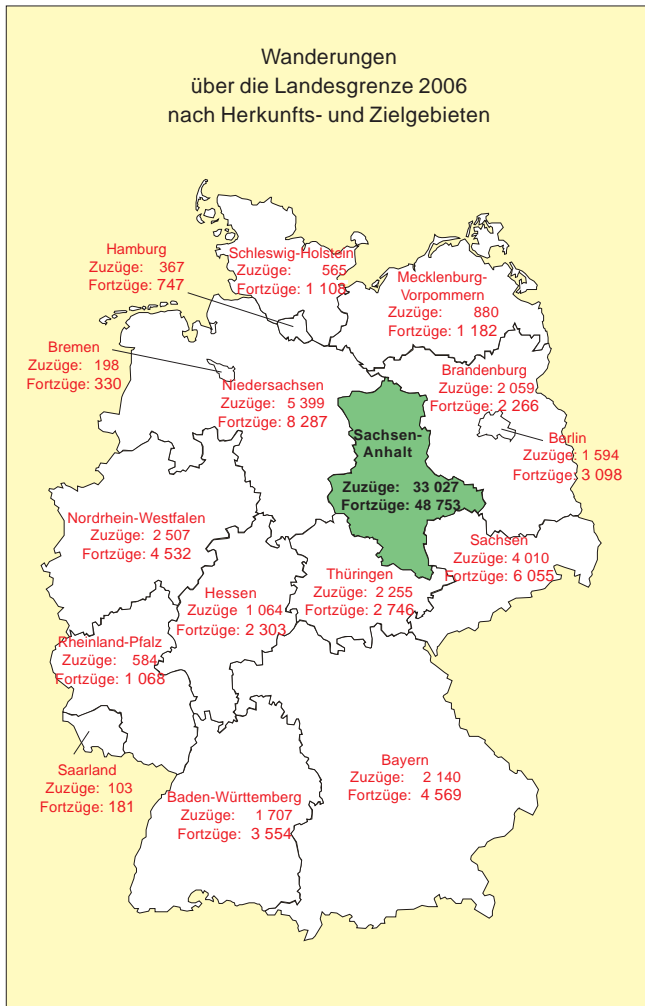 Wanderungen
über die Landesgrenze 2006
nach Herkunfts- und Zielgebieten
Hamburg
Zuzüge: 367
Fortzüge: 747
Schleswig-Holstein
Zuzüge: 565
Fortzüge: 1 108
Mecklenburg-
Vorpommern
Zuzüge: 880
Fortzüge: 1 182
Bremen
Zuzüge: 198
Fortzüge: 330
Niedersachsen
Zuzüge: 5 399
Fortzüge: 8 287
Brandenburg
Zuzüge: 2 059
Fortzüge: 2 266
Berlin
Zuzüge: 1 594
Fortzüge: 3 098
Sachsen-
Anhalt
Zuzüge: 33 027
Fortzüge: 48 753
Nordrhein-Westfalen
Zuzüge: 2 507
Fortzüge: 4 532
Hessen
Zuzüge 1 064
Fortzüge: 2 303
Thüringen
Zuzüge: 2 255
Fortzüge: 2 746
Sachsen
Zuzüge: 4 010
Fortzüge: 6 055
Rheinland-Pfalz
Zuzüge: 584
Fortzüge: 1 068
Saarland
Zuzüge: 103
Fortzüge: 181
Baden-Württemberg
Zuzüge: 1 707
Fortzüge: 3 554
Bayern
Zuzüge: 2 140
Fortzüge: 4 569